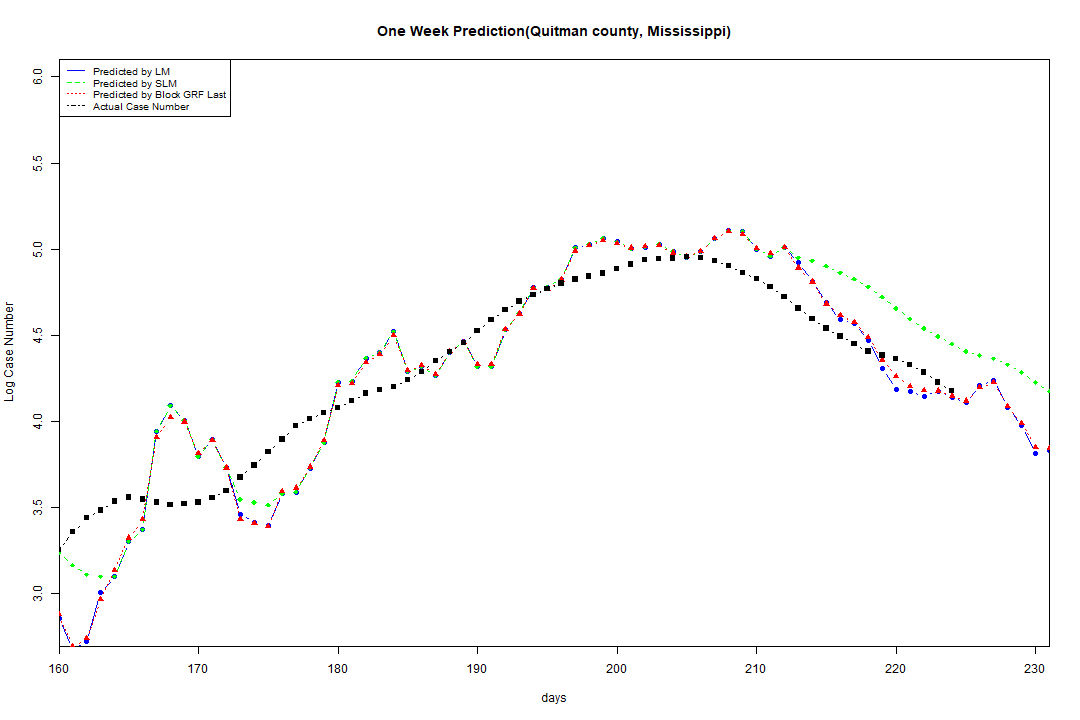 One Week Prediction(Quitman county, Mississippi)
Predicted by LM
Predicted by SLM
Predicted by Block GRF Last
Actual Case Number
6.0
5.5
5.0
4.5
4.0
3.5
3.0
Log Case Number
160 170 180 190 200 210 220 230
days